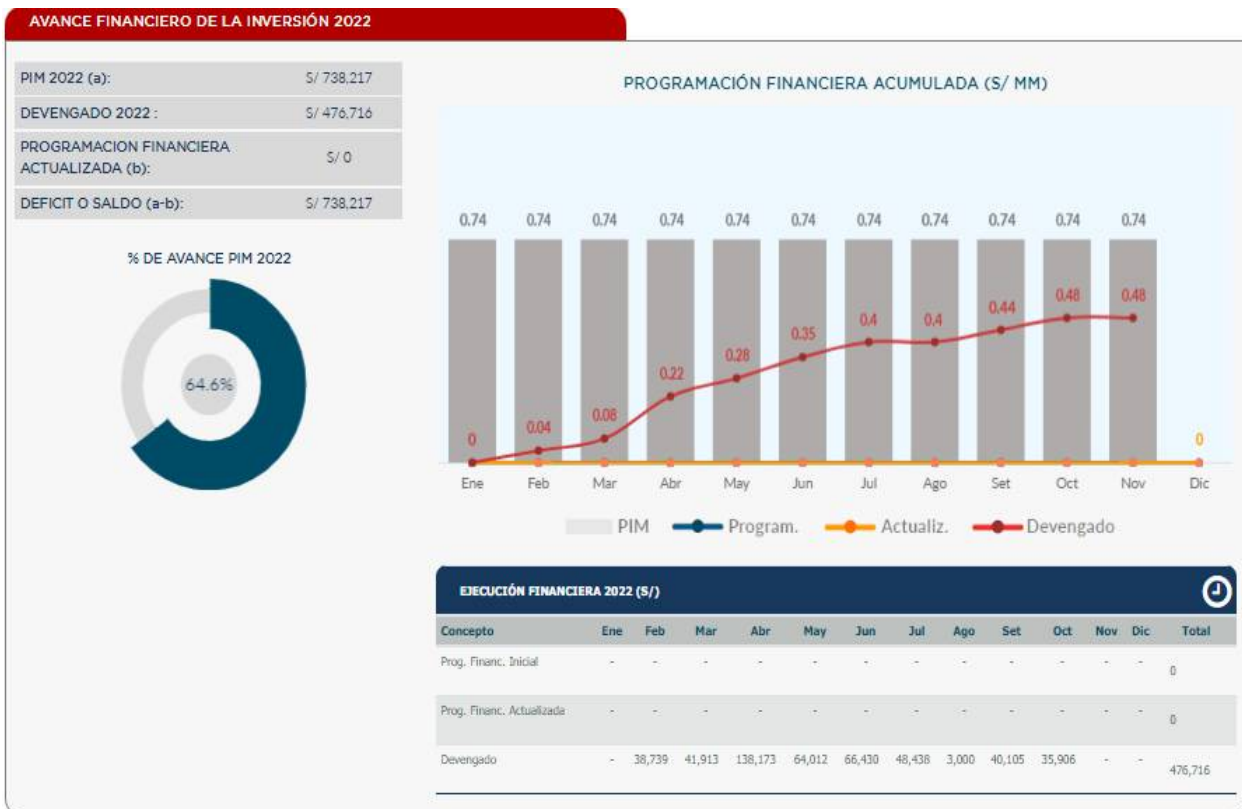 AVANCE FINANCIERO DE LA INVERSIÓN 2022
PIM 2022 (a): S/ 738,217
DEVENGADO 2022 : S/ 476,716
PROGRAMACION FINANCIERA
ACTUALIZADA (b): S/ 0
DEFICIT O SALDO (a-b): S/ 738,217
% DE AVANCE PIM 2022
64.6%
PROGRAMACIÓN FINANCIERA ACUMULADA (S/ MM)
0.74 0.74 0.74 0.74 0.74 0.74 0.74 0.74 0.74 0.74 0.74
0 0.04 0.08 0.22 0.28 0.35 0.4 0.4 0.44 0.48 0.48 0
Ene Feb Mar Abr May Jun Jul Ago Set Oct Nov Dic
PIM Program. Actualiz. Devengado
EJECUCIÓN FINANCIERA 2022 (S/)
Concepto Ene Feb Mar Abr May Jun Jul Ago Set Oct Nov Dic Total
Prog. Financ. Inicial - - - - - - - - - - - - 0
Prog. Financ. Actualizada - - - - - - - - - - - - 0
Devengado - 38,739 41,913 138,173 64,012 66,430 48,438 3,000 40,105 35,906 - - 476,716